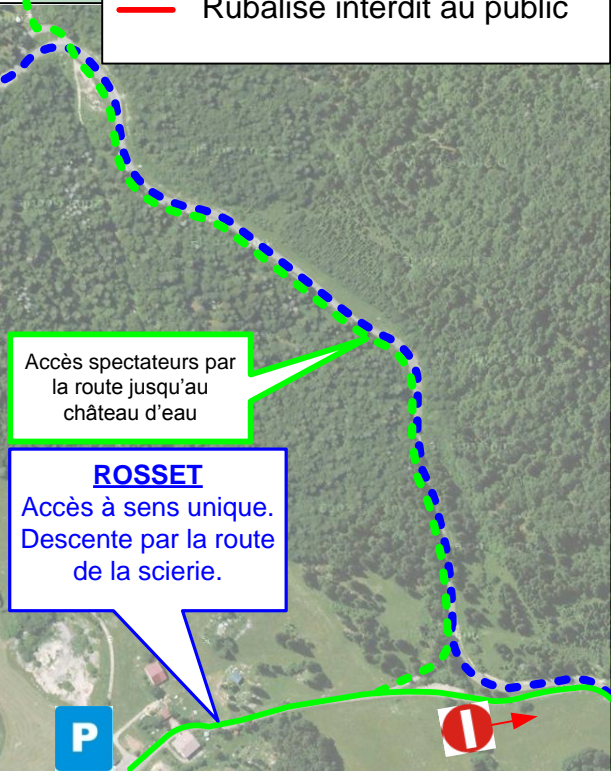 Rubalise interdit au public
Accès spectateurs par
la route jusqu'au
château d'eau
ROSSET
Accès à sens unique.
Descente par la route
de la scierie.
P